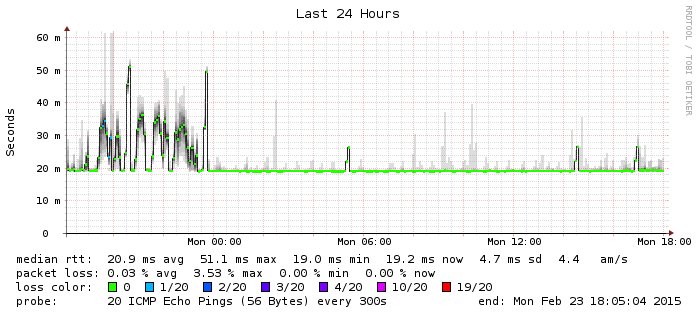 Last 24 Hours
RRDTOOL / TOBI OETIKER
Seconds
60 m
50 m
40 m
30 m
20 m
10 m
0
Mon 00:00 Mon 06:00 Mon 12:00 Mon 18:00
median rtt: 20.9 ms avg 51.1 ms max 19.0 ms min 19.2 ms now 4.7 ms sd 4.4 am/s
packet loss: 0.03 % avg 3.53 % max 0.00 % min 0.00 % now
loss color: 0 1/20 2/20 3/20 4/20 10/20 19/20
probe: 20 ICMP Echo Pings (56 Bytes) every 300s end: Mon Feb 23 18:05:04 2015